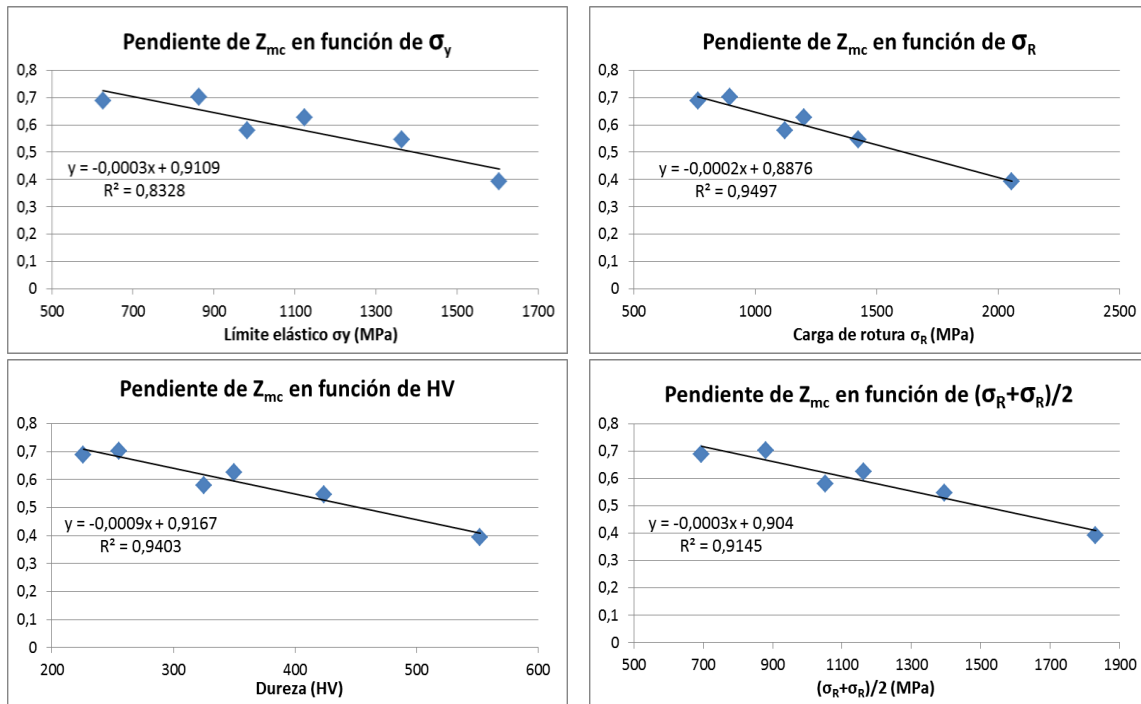 Pendiente de Zmc en función de σy
0,8
0,7
0,6
0,5
0,4
0,3
0,2
0,1
0
y = -0,0003x + 0,9109
R² = 0,8328
500 700 900 1100 1300 1500 1700
Límite elástico σy (MPa)
Pendiente de Zmc en función de σR
0,8
0,7
0,6
0,5
0,4
0,3
0,2
0,1
0
y = -0,0002x + 0,8876
R² = 0,9497
500 1000 1500 2000 2500
Carga de rotura σR (MPa)
Pendiente de Zmc en función de HV
0,8
0,7
0,6
0,5
0,4
0,3
0,2
0,1
0
y = -0,0009x + 0,9167
R² = 0,9403
200 300 400 500 600
Dureza (HV)
Pendiente de Zmc en función de (σR+σR)/2
0,8
0,7
0,6
0,5
0,4
0,3
0,2
0,1
0
y = -0,0003x + 0,904
R² = 0,9145
500 700 900 1100 1300 1500 1700 1900
(σR+σR)/2 (MPa)